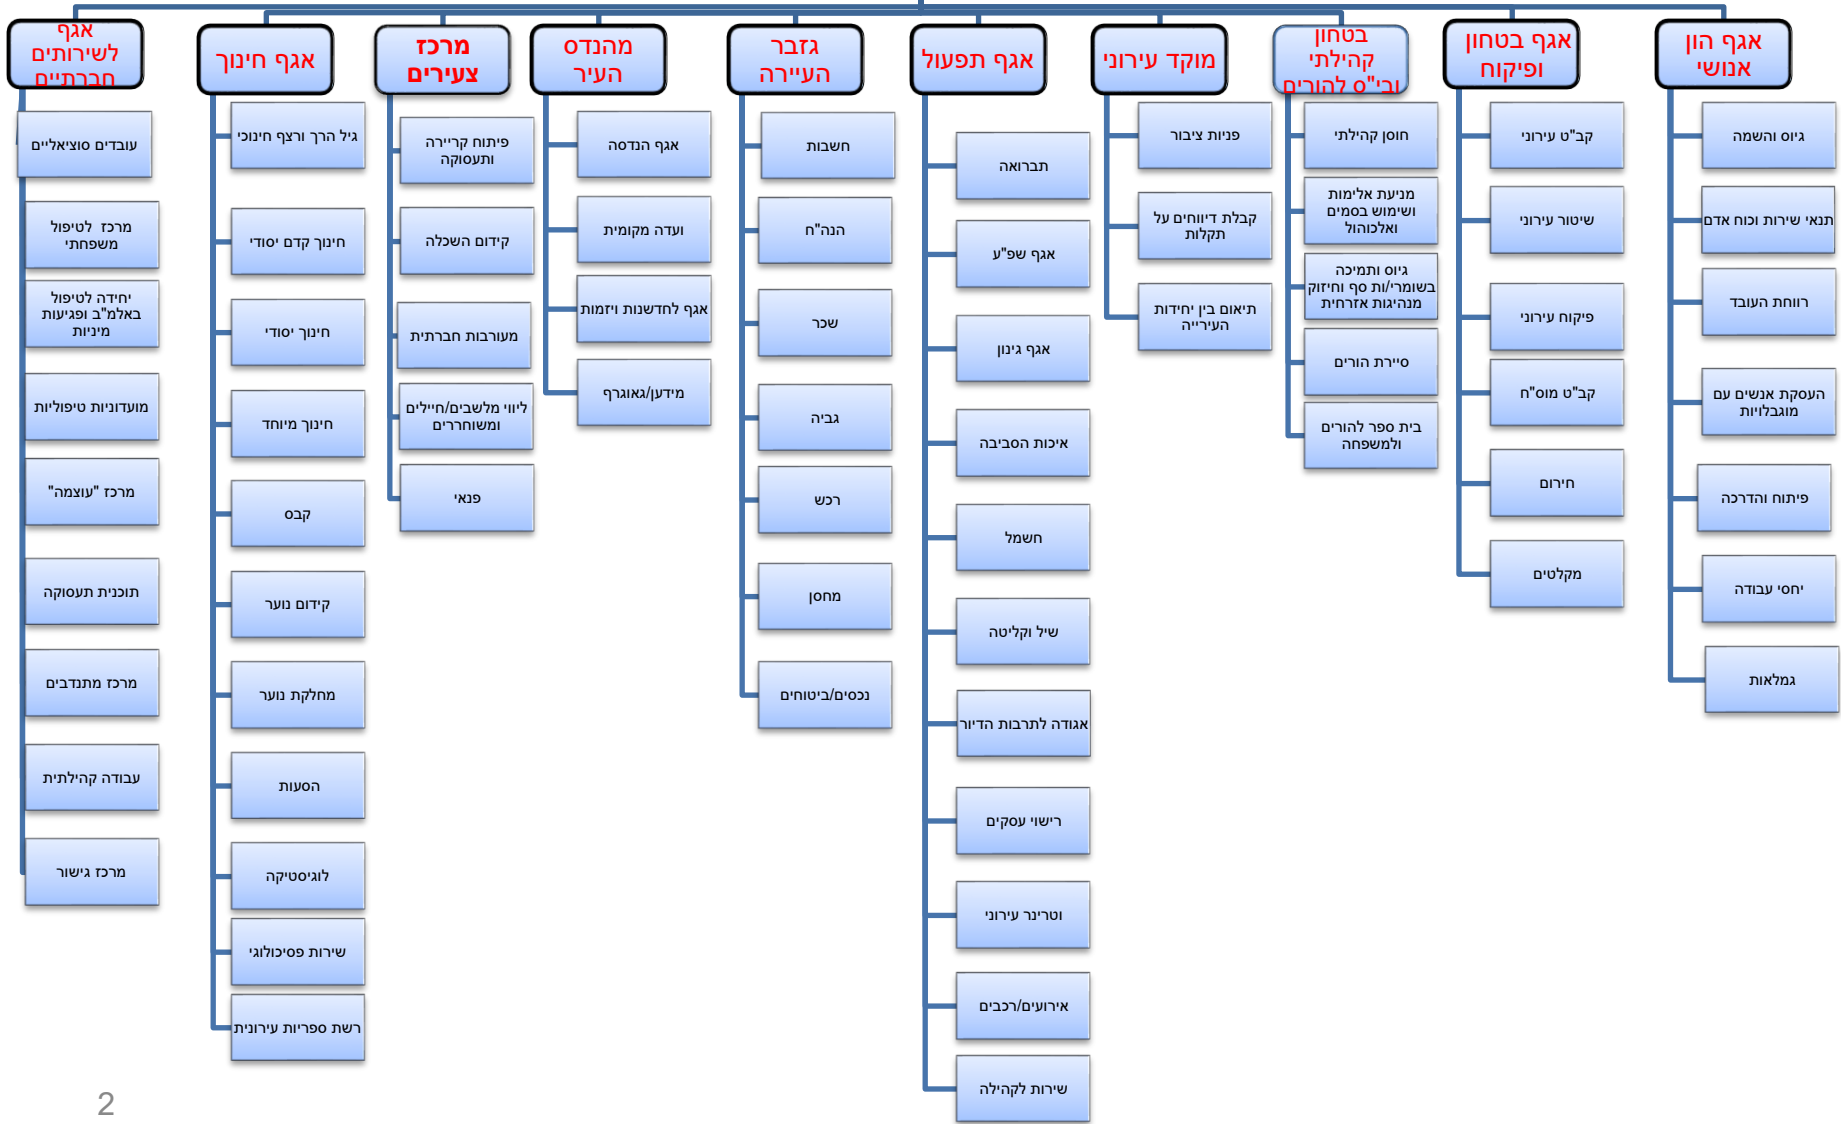 אגף הון
אנושי
גיוס והשמה
תנאי שירות וכוח אדם
רווחת העובד
העסקת אנשים עם
מוגבלויות
פיתוח והדרכה
יחסי עבודה
גמלאות
אגף בטחון
ופיקוח
קב"ט עירוני
שיטור עירוני
פיקוח עירוני
קב"ט מוס"ח
חירום
מקלטים
בטחון
קהילתי
ובי"ס להורים
חוסן קהילתי
מניעת אלימות
ושימוש בסמים
ואלכוהול
גיוס ותמיכה
בשומרי/ות סף וחיזוק
מנהיגות אזרחית
סיירת הורים
בית ספר להורים
ולמשפחה
מוקד עירוני
פניות ציבור
קבלת דיווחים על
תקלות
תיאום בין יחידות
העירייה
אגף תפעול
תברואה
אגף שפ"ע
אגף גינון
איכות הסביבה
חשמל
שיל וקליטה
אגודה לתרבות הדיור
רישוי עסקים
וטרינר עירוני
אירועים/רכבים
שירות לקהילה
גזבר
העיירה
חשבות
הנה"ח
שכר
גביה
רכש
מחסן
נכסים/ביטוחים
מהנדס
העיר
אגף הנדסה
ועדה מקומית
אגף לחדשנות ויזמות
מידען/גאוגרף
מרכז
צעירים
פיתוח קריירה
ותעסוקה
קידום השכלה
מעורבות חברתית
ליווי מלשבים/חיילים
ומשוחררים
פנאי
אגף חינוך
גיל הרך ורצף חינוכי
חינוך קדם יסודי
חינוך יסודי
חינוך מיוחד
קבס
קידום נוער
מחלקת נוער
הסעות
לוגיסטיקה
שירות פסיכולוגי
רשת ספריות עירונית
אגף
לשירותים
חברתיים
עובדים סוציאליים
מרכז לטיפול
משפחתי
יחידה לטיפול
באלמ"ב ופגיעות
מיניות
מועדוניות טיפוליות
מרכז "עוצמה"
תוכנית תעסוקה
מרכז מתנדבים
עבודה קהילתית
מרכז גישור
2